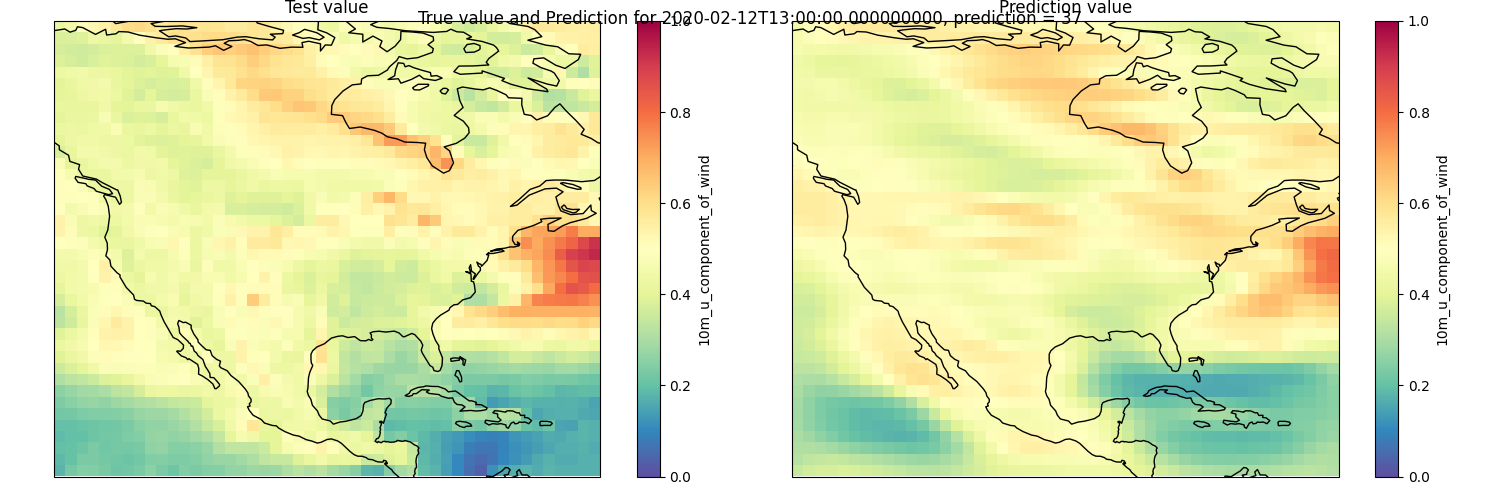 Test value
Prediction value
True value and Prediction for 2020-02-12T13:00:00.000000000, prediction = 37
1.0
0.8
0.6
0.4
0.2
0.0
10m_u_component_of_wind
1.0
0.8
0.6
0.4
0.2
0.0
10m_u_component_of_wind